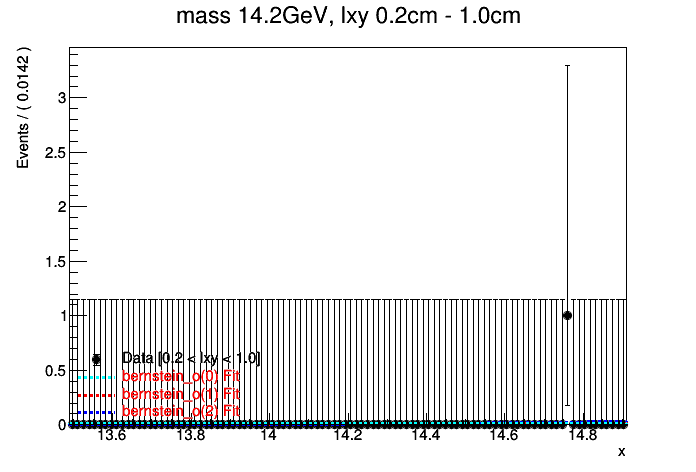 mass 14.2GeV, lxy 0.2cm - 1.0cm
Events / ( 0.0142 )
3
2.5
2
1.5
1
0.5
0
Data [0.2 < lxy < 1.0]
bernstein_o(0) Fit
bernstein_o(1) Fit
bernstein_o(2) Fit
13.6 13.8 14 14.2 14.4 14.6 14.8
x